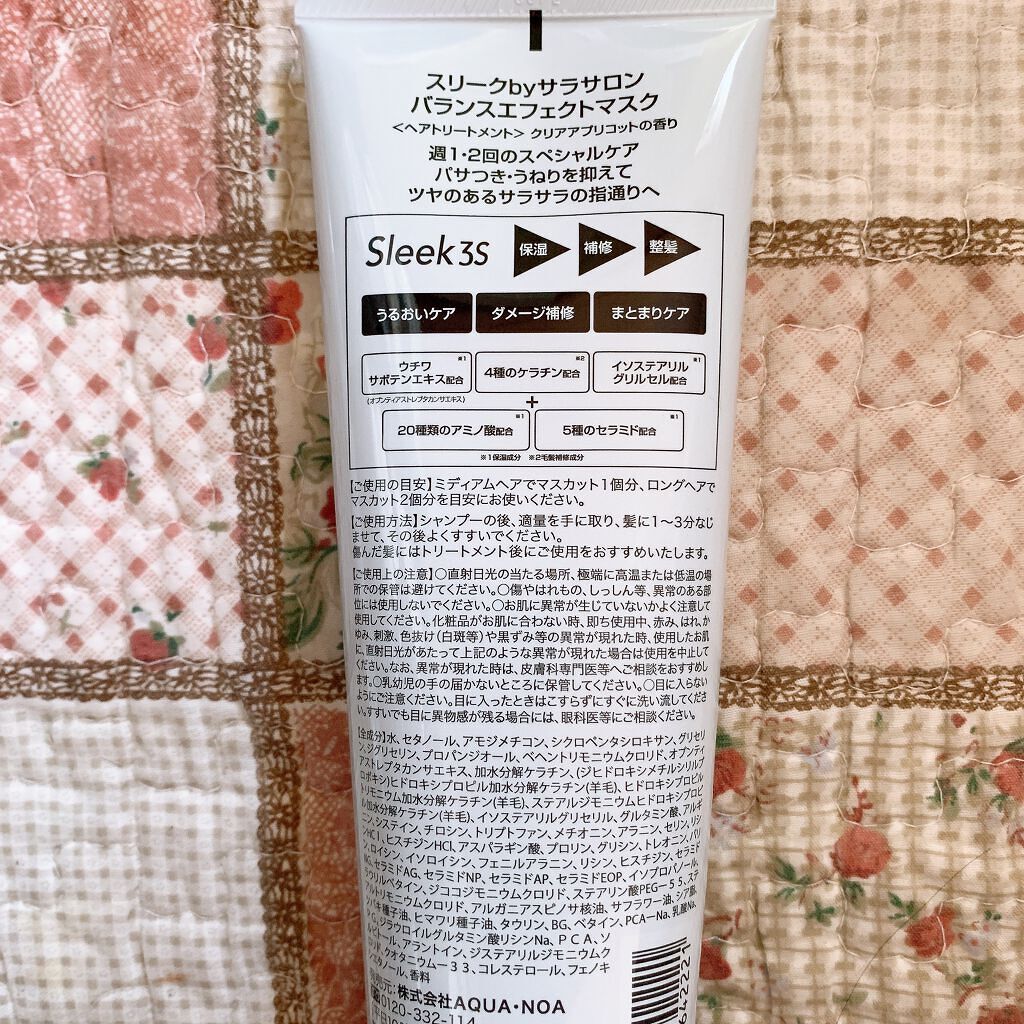 スリークbyサラサロン
バランスエフェクトマスク
＜ヘアトリートメント＞ クリアアプリコットの香り
週1・2回のスペシャルケア
パサつき・うねりを抑えて
ツヤのあるサラサラの指通りへ
Sleek 3S 保湿 補修 整髪
うるおいケア ダメージ補修 まとまりケア
ウチワサボテンエキス配合※1 4種のケラチン配合※2 イソステアリルグリルセル配合※1
(オプンティアストレプタカンサエキス)
+
20種類のアミノ酸配合※1 5種のセラミド配合※1
※1保湿成分 ※2毛髪補修成分
【ご使用の目安】ミディアムヘアでマスカット1個分、ロングヘアで
マスカット2個分を目安にお使いください。
【ご使用方法】シャンプーの後、適量を手に取り、髪に1〜3分なじ
ませて、その後よくすすいでください。
傷んだ髪にはトリートメント後にご使用をおすすめいたします。
【ご使用上の注意】○直射日光の当たる場所、極端に高温または低温の場
所での保管は避けてください。○傷やはれもの、しっしん等、異常のある部
位には使用しないでください。○お肌に異常が生じていないかよく注意して
使用してください。化粧品がお肌に合わない時、即ち使用中、赤み、はれ、か
ゆみ、刺激、色抜け(白斑等)や黒ずみ等の異常が現れた時、使用したお肌
に、直射日光があたって上記のような異常が現れた場合は使用を中止して
ください。なお、異常が現れた時は、皮膚科専門医等へご相談をおすすめし
ます。○乳幼児の手の届かないところに保管してください。○目に入らない
ようにご注意ください。目に入ったときはこすらずにすぐに洗い流してくださ
い。すすいでも目に異物感が残る場合には、眼科医等にご相談ください。
【全成分】水、セタノール、アモジメチコン、シクロペンタシロキサン、グリセリ
ン、ジグリセリン、プロパンジオール、ベヘントリモニウムクロリド、オプンティ
アストレプタカンサエキス、加水分解ケラチン、(ジヒドロキシメチルシリルプ
ロポキシ)ヒドロキシプロピル加水分解ケラチン(羊毛)、ヒドロキシプロピル
トリモニウム加水分解ケラチン(羊毛)、ステアルジモニウムヒドロキシプロピ
ル加水分解ケラチン(羊毛)、イソステアリルグリセリル、グルタミン酸、アルギ
ニン、システイン、チロシン、トリプトファン、メチオニン、アラニン、セリン、リシ
ンHCl、ヒスチジンHCl、アスパラギン酸、プロリン、グリシン、トレオニン、バリ
ン、ロイシン、イソロイシン、フェニルアラニン、リシン、ヒスチジン、セラミド
NG、セラミドAG、セラミドNP、セラミドAP、セラミドEOP、イソプロパノール、
ラウリルベタイン、ジココジモニウムクロリド、ステアリン酸PEG－55、ステ
アルトリモニウムクロリド、アルガニアスピノサ核油、サフラワー油、シア脂、
ツバキ種子油、ヒマワリ種子油、タウリン、BG、ベタイン、PCA－Na、乳酸Na、
PG、ジラウロイルグルタミン酸リシンNa、PCA、ソ
ルビトール、アラントイン、ジステアリルジモニウムク
ロリド、クオタニウム－33、コレステロール、フェノキ
シエタノール、香料
発売元：株式会社AQUA・NOA
0120-332-114